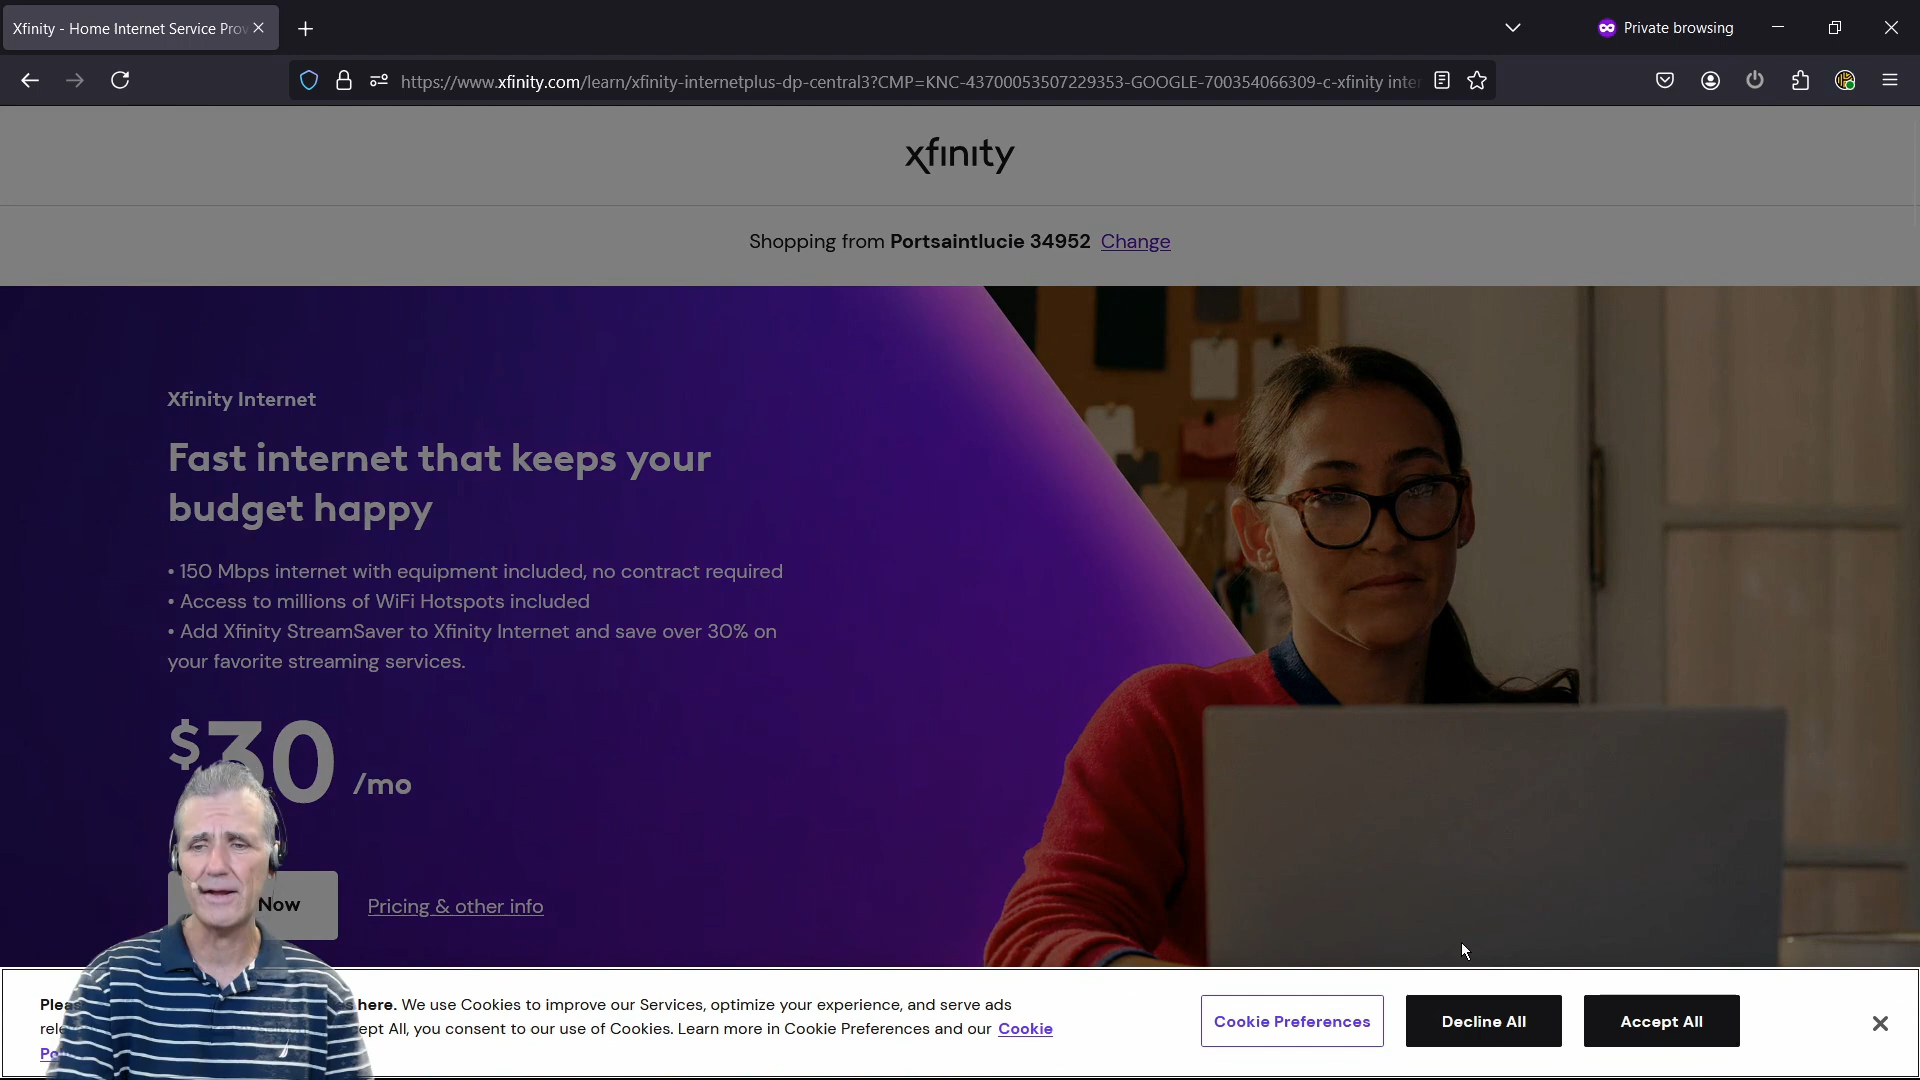 Xfinity - Home Internet Service Prov
Private browsing
https://www.xfinity.com/learn/xfinity-internetplus-dp-central3?CMP=KNC-43700053507229353-GOOGLE-700354066309-c-xfinity inter
xfinity
Shopping from Portsaintlucie 34952 Change
Xfinity Internet
Fast internet that keeps your
budget happy
• 150 Mbps internet with equipment included, no contract required
• Access to millions of WiFi Hotspots included
• Add Xfinity StreamSaver to Xfinity Internet and save over 30% on
your favorite streaming services.
$30 /mo
Now
Pricing & other info
here. We use Cookies to improve our Services, optimize your experience, and serve ads
ept All, you consent to our use of Cookies. Learn more in Cookie Preferences and our Cookie
Cookie Preferences
Decline All
Accept All